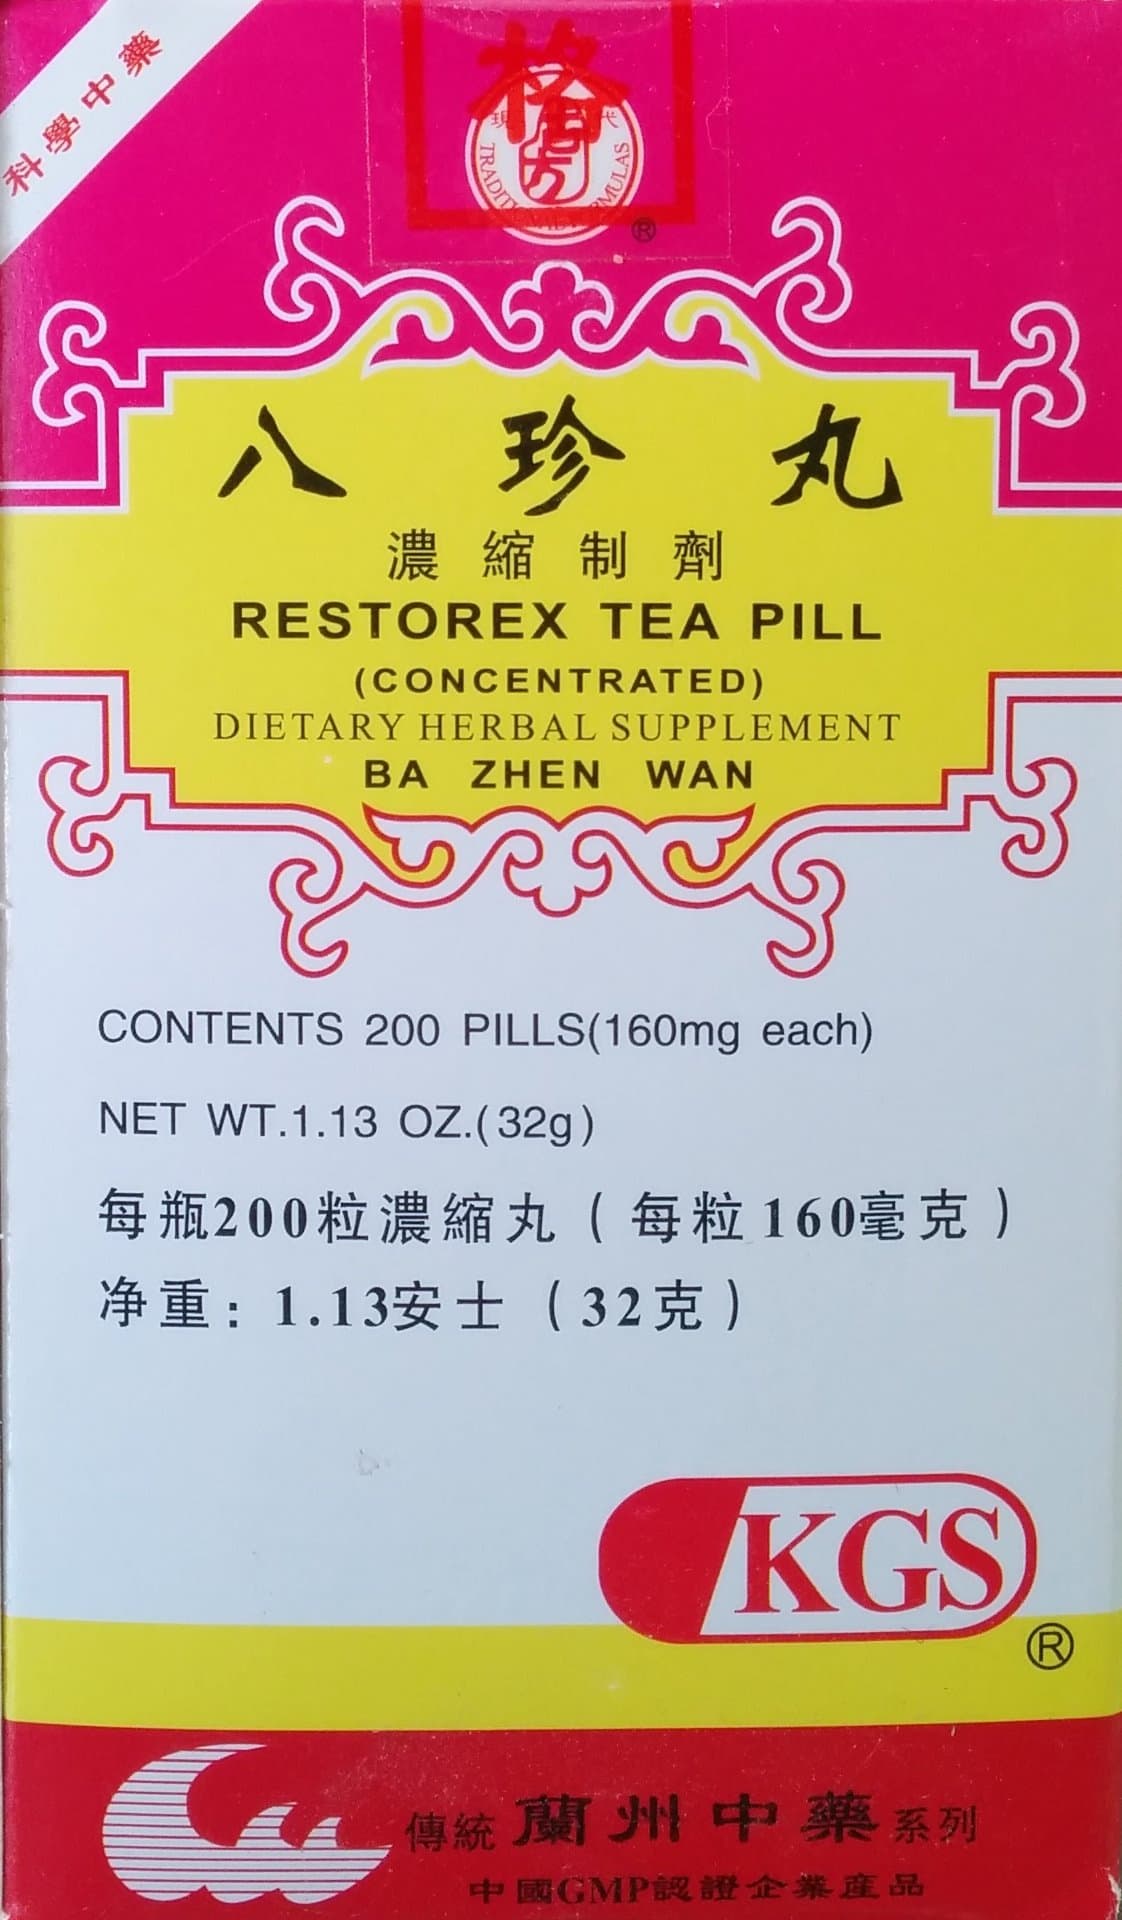 科學中藥
格
現代
八珍丸
濃縮制劑
RESTOREX TEA PILL
(CONCENTRATED)
DIETARY HERBAL SUPPLEMENT
BA ZHEN WAN
CONTENTS 200 PILLS(160mg each)
NET WT.1.13 OZ.(32g)
每瓶200粒濃縮丸（每粒160毫克）
净重：1.13安士（32克）
KGS
®
傳統 蘭州中藥 系列
中國GMP認證企業産品